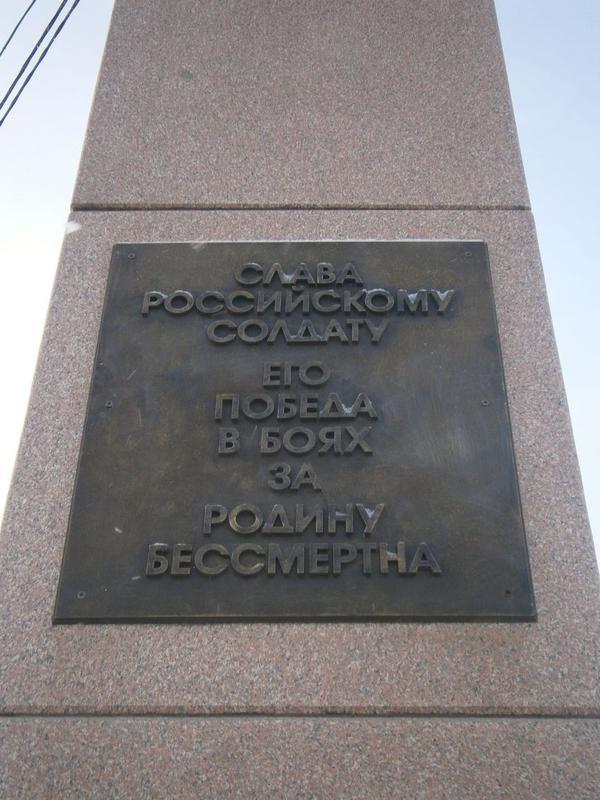 СЛАВА
РОССИЙСКОМУ
СОЛДАТУ
ЕГО
ПОБЕДА
В БОЯХ
ЗА
РОДИНУ
БЕССМЕРТНА